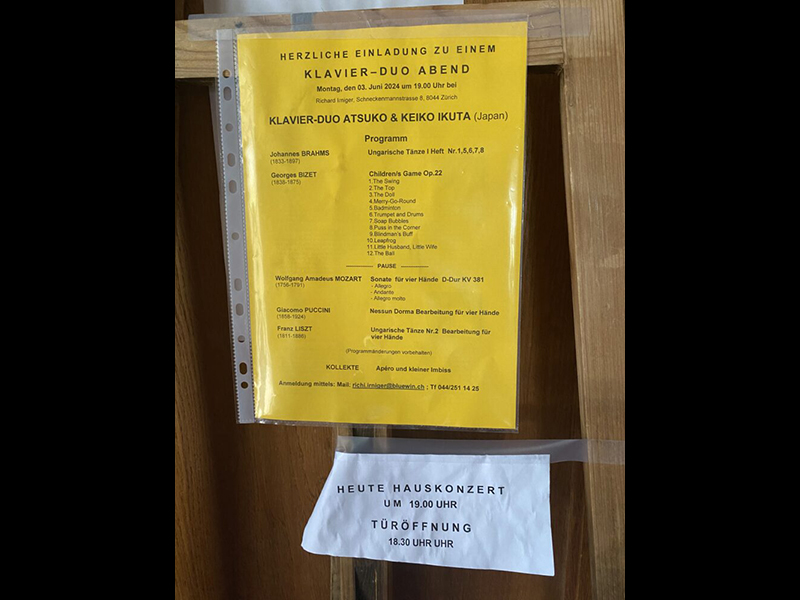 HERZLICHE EINLADUNG ZU EINEM
KLAVIER–DUO ABEND
Montag, den 03. Juni 2024 um 19.00 Uhr bei
Richard Irniger, Schneckenmannstrasse 8, 8044 Zürich
KLAVIER-DUO ATSUKO & KEIKO IKUTA (Japan)
Programm
Johannes BRAHMS Ungarische Tänze I Heft Nr.1,5,6,7,8
(1833-1897)
Georges BIZET Children/s Game Op.22
(1838-1875)
1.The Swing
2.The Top
3.The Doll
4.Merry-Go-Round
5.Badminton
6.Trumpet and Drums
7.Soap Bubbles
8.Puss in the Corner
9.Blindman's Buff
10.Leapfrog
11.Little Husband, Little Wife
12.The Ball
PAUSE
Wolfgang Amadeus MOZART Sonate für vier Hände D-Dur KV 381
(1756-1791)
- Allegro
- Andante
- Allegro molto
Giacomo PUCCINI Nessun Dorma Bearbeitung für vier Hände
(1858-1924)
Franz LISZT Ungarische Tänze Nr.2 Bearbeitung für
(1811-1886) vier Hände
(Programmänderungen vorbehalten)
KOLLEKTE Apéro und kleiner Imbiss
Anmeldung mittels: Mail. richi.irniger@bluewin.ch ; Tf 044/251 14 25
HEUTE HAUSKONZERT
UM 19.00 UHR
TÜRÖFFNUNG
18.30 UHR UHR